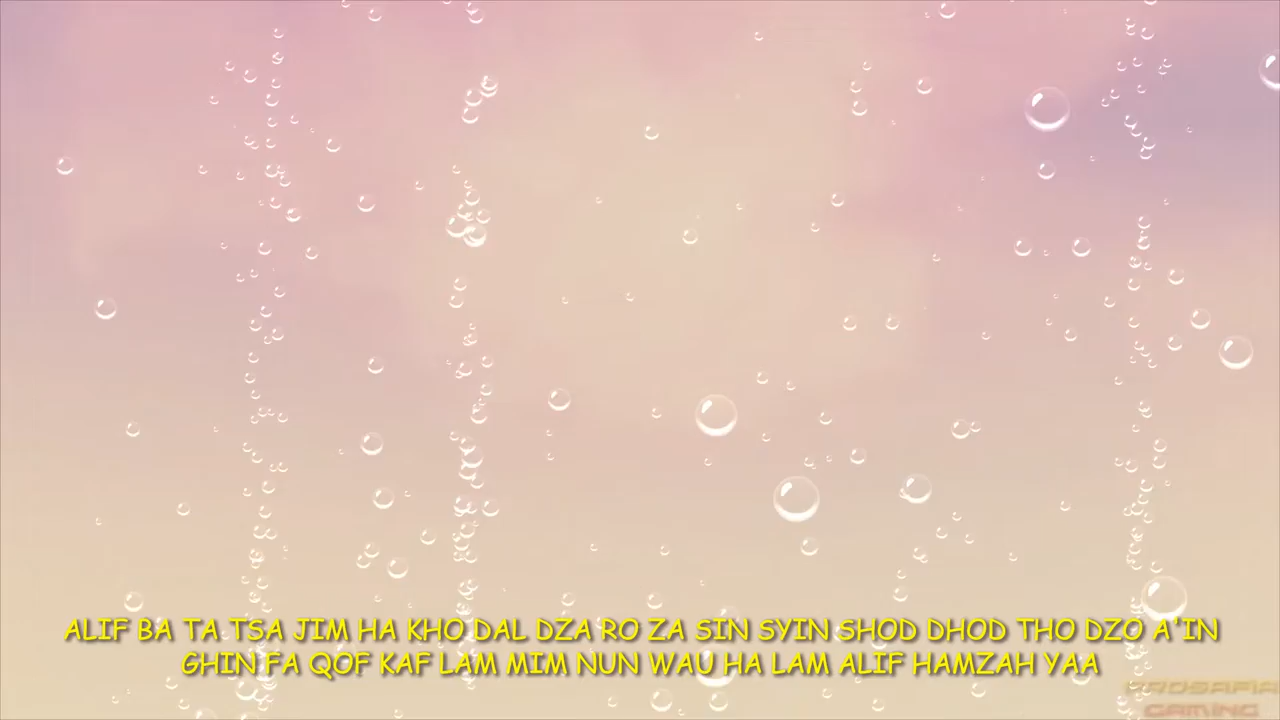 ALIF BA TA TSA JIM HA KHO DAL DZA RO ZA SIN SYIN SHOD DHOD THO DZO A'IN
GHIN FA QOF KAF LAM MIM NUN WAU HA LAM ALIF HAMZAH YAA
GAMING